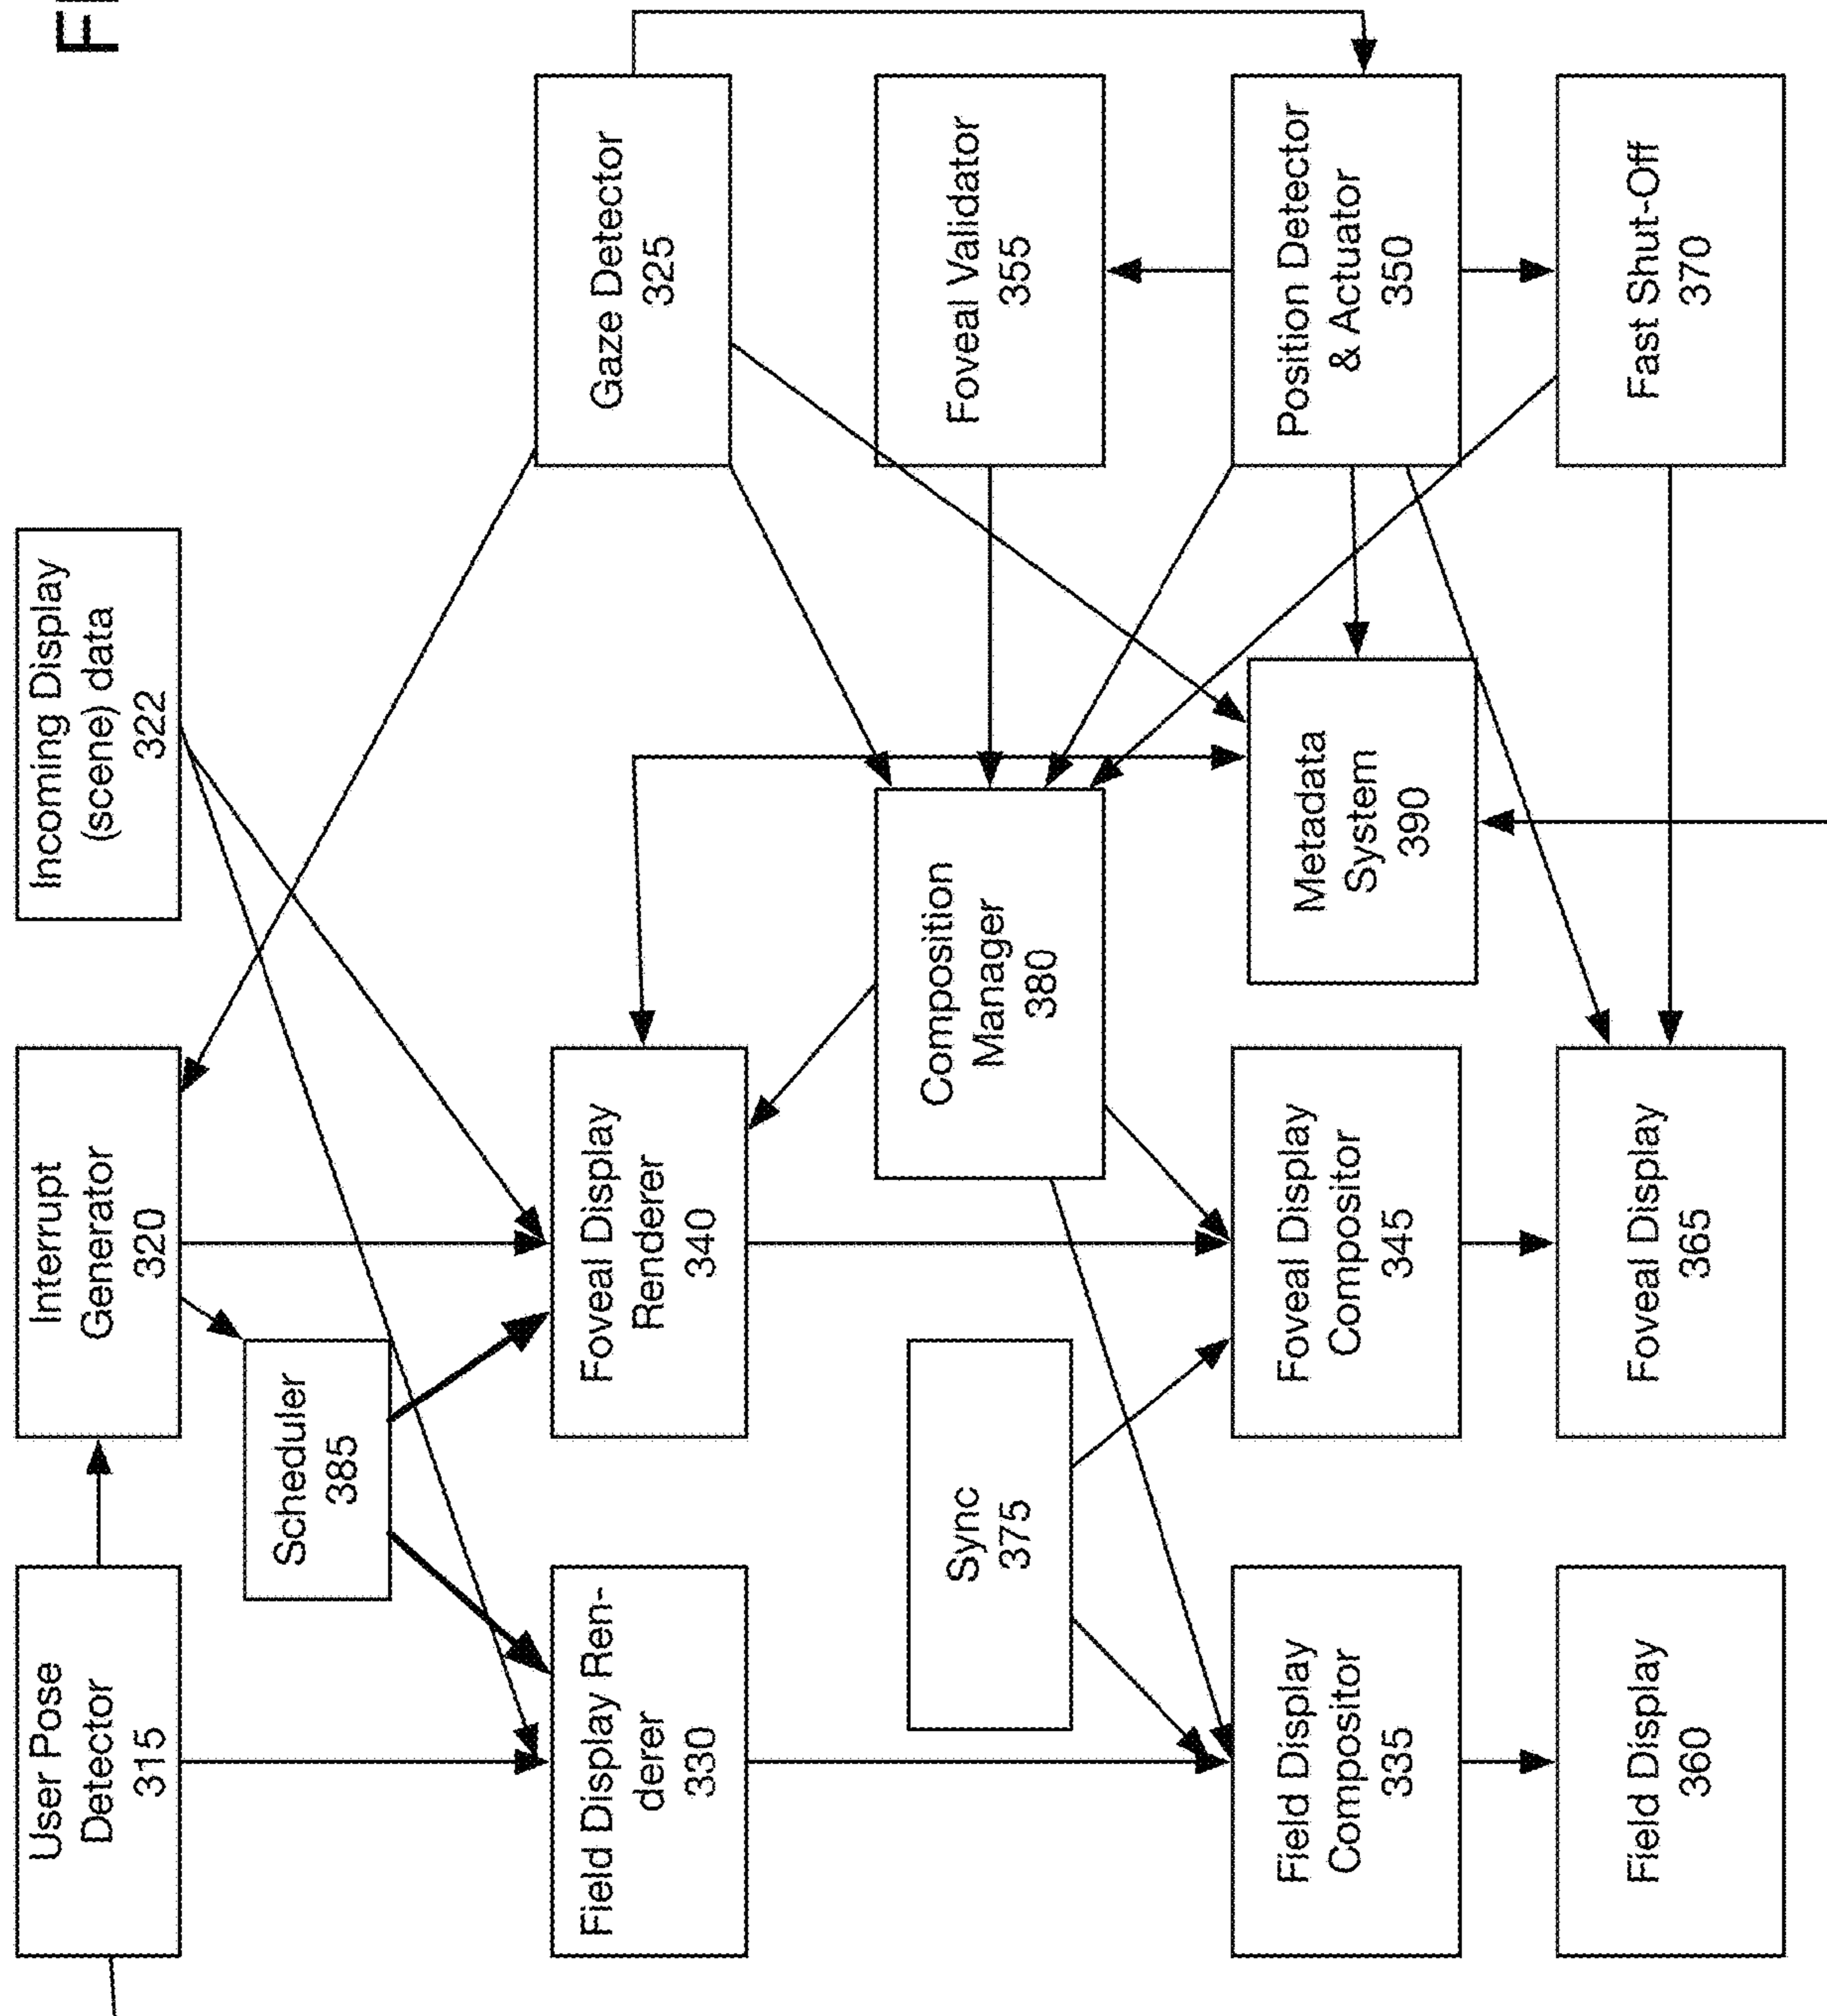 User Pose
Detector
315
Interrupt
Generator
320
Incoming Display
(scene) data
322
Scheduler
385
Field Display Ren-
derer
330
Foveal Display
Renderer
340
Gaze Detector
325
Sync
375
Composition
Manager
380
Foveal Validator
355
Field Display
Compositor
335
Foveal Display
Compositor
345
Metadata
System
390
Position Detector
& Actuator
350
Field Display
360
Foveal Display
365
Fast Shut-Off
370